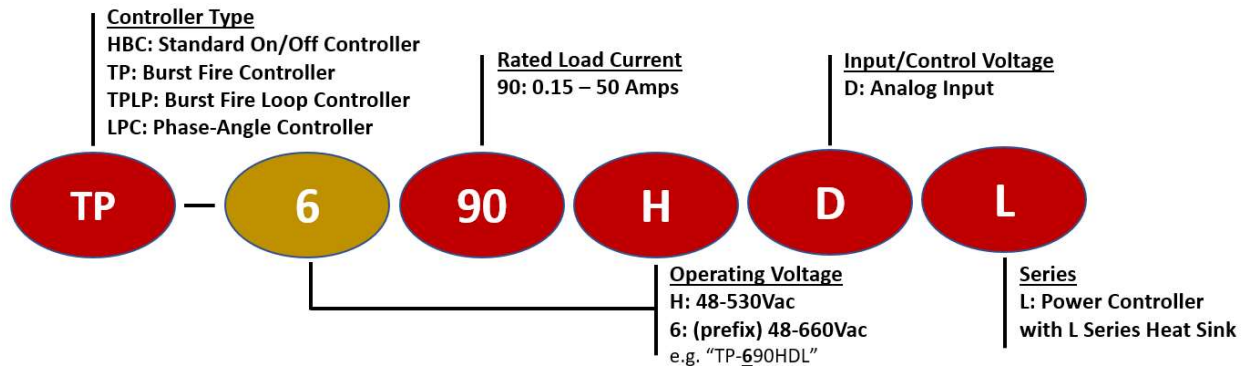 Controller Type
HBC: Standard On/Off Controller
TP: Burst Fire Controller
TPLP: Burst Fire Loop Controller
LPC: Phase-Angle Controller
Rated Load Current
90: 0.15 – 50 Amps
Input/Control Voltage
D: Analog Input
TP – 6 90 H D L
Operating Voltage
H: 48-530Vac
6: (prefix) 48-660Vac
e.g. “TP-690HDL”
Series
L: Power Controller
with L Series Heat Sink